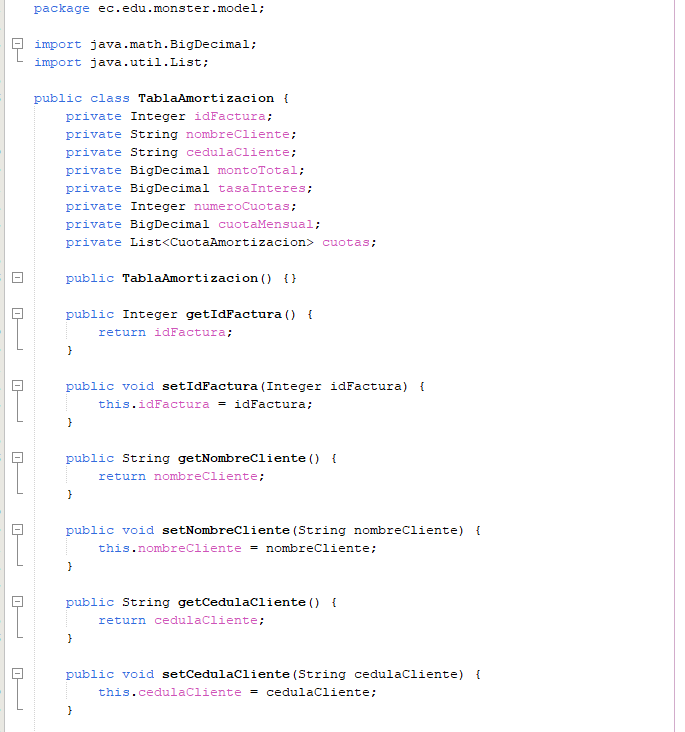 package ec.edu.monster.model;
import java.math.BigDecimal;
import java.util.List;
public class TablaAmortizacion {
    private Integer idFactura;
    private String nombreCliente;
    private String cedulaCliente;
    private BigDecimal montoTotal;
    private BigDecimal tasaInteres;
    private Integer numeroCuotas;
    private BigDecimal cuotaMensual;
    private List<CuotaAmortizacion> cuotas;
    public TablaAmortizacion() {}
    public Integer getIdFactura() {
        return idFactura;
    }
    public void setIdFactura(Integer idFactura) {
        this.idFactura = idFactura;
    }
    public String getNombreCliente() {
        return nombreCliente;
    }
    public void setNombreCliente(String nombreCliente) {
        this.nombreCliente = nombreCliente;
    }
    public String getCedulaCliente() {
        return cedulaCliente;
    }
    public void setCedulaCliente(String cedulaCliente) {
        this.cedulaCliente = cedulaCliente;
    }